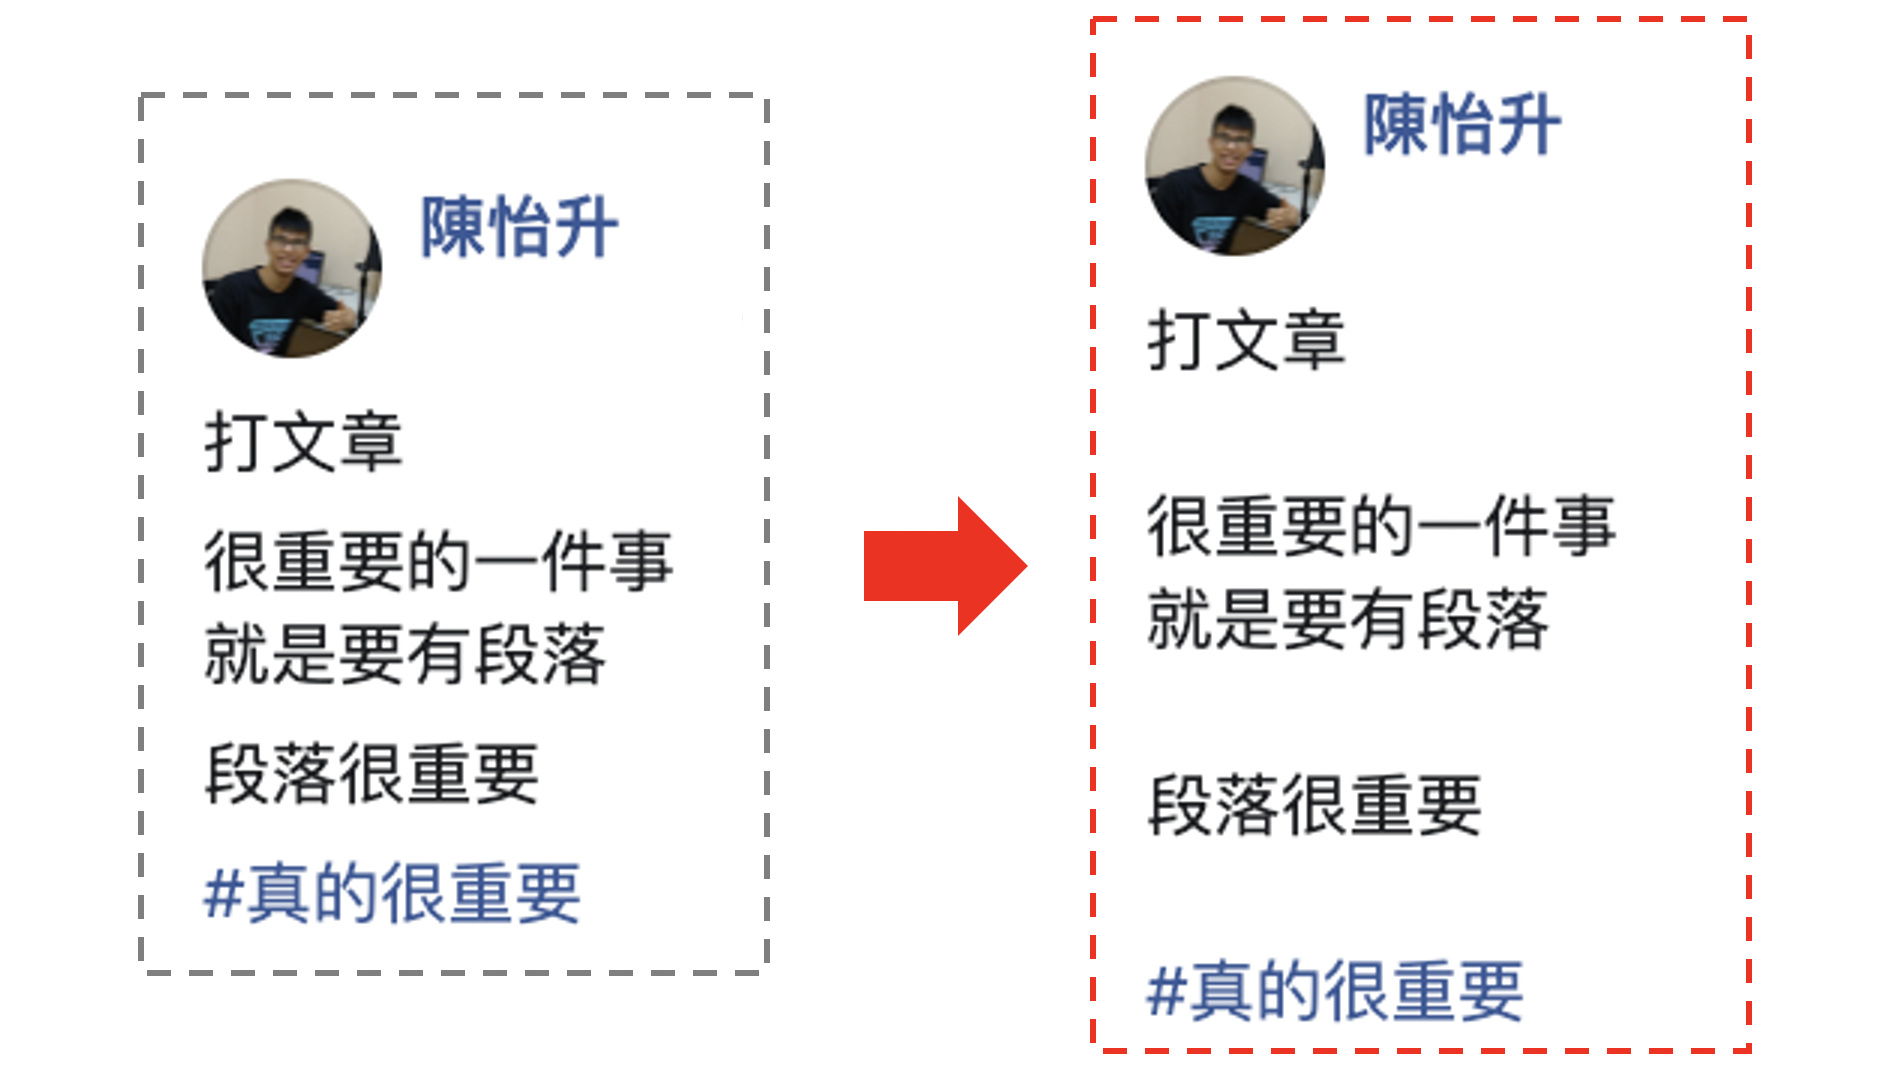 陳怡升
打文章
很重要的一件事
就是要有段落
段落很重要
#真的很重要
陳怡升
打文章
很重要的一件事
就是要有段落
段落很重要
#真的很重要